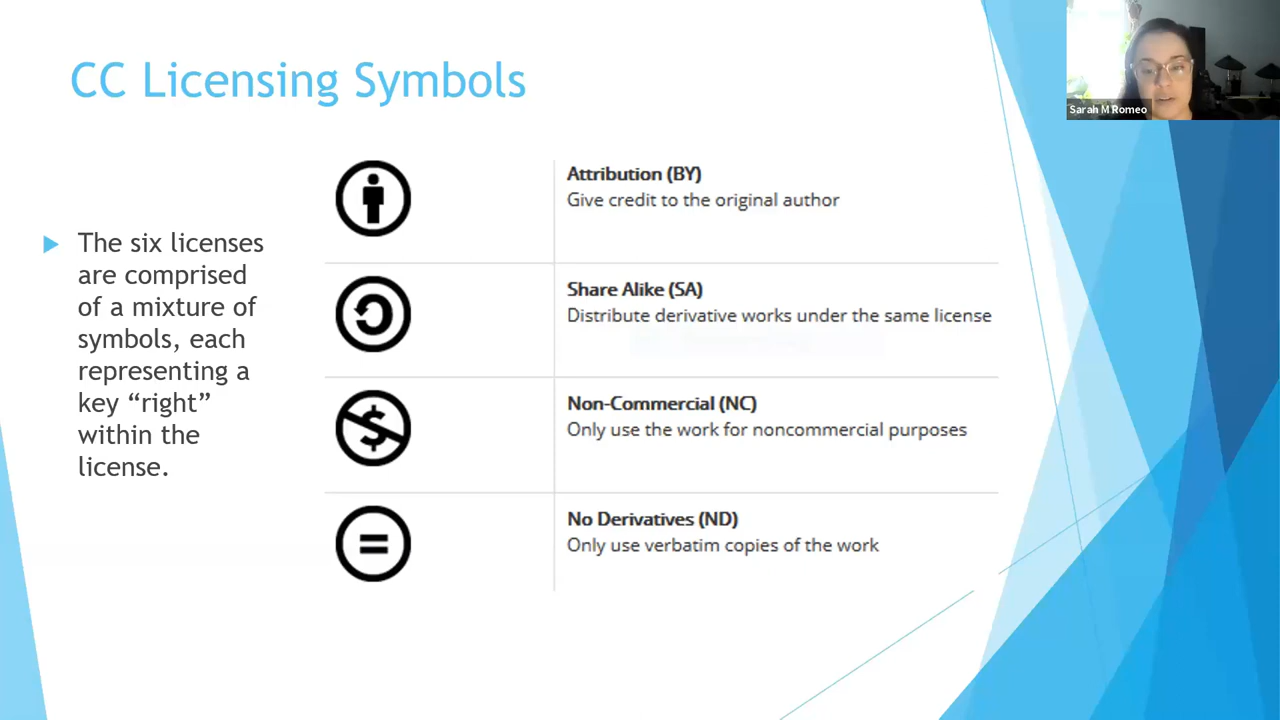 CC Licensing Symbols
Sarah M Romeo
The six licenses
are comprised
of a mixture of
symbols, each
representing a
key “right”
within the
license.
Attribution (BY)
Give credit to the original author
Share Alike (SA)
Distribute derivative works under the same license
$
Non-Commercial (NC)
Only use the work for noncommercial purposes
=
No Derivatives (ND)
Only use verbatim copies of the work